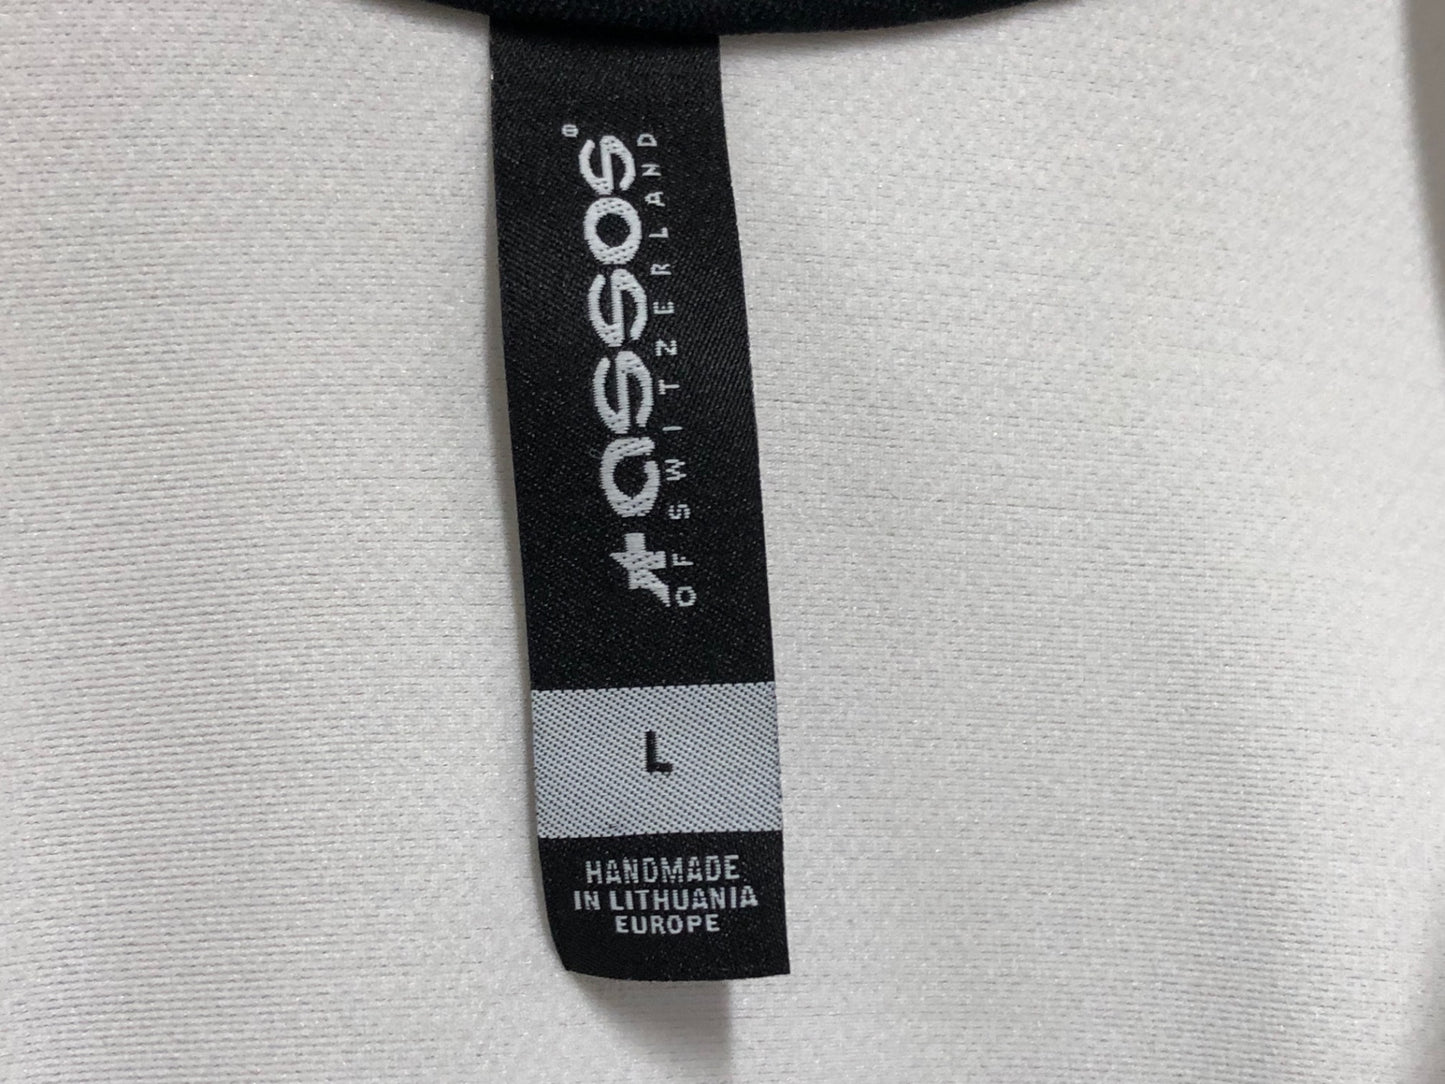 assos®
OF SWITZERLAND
L
HANDMADE
IN LITHUANIA
EUROPE